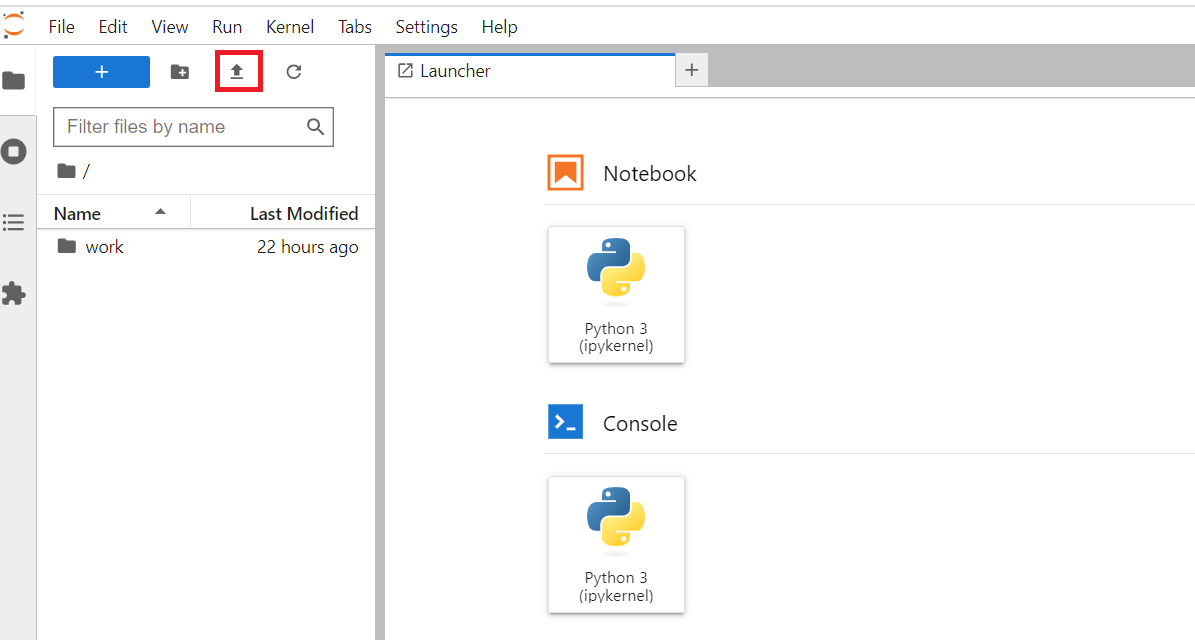 File Edit View Run Kernel Tabs Settings Help
Launcher
Filter files by name
/
Name Last Modified
work 22 hours ago
Notebook
Python 3
(ipykernel)
Console
Python 3
(ipykernel)